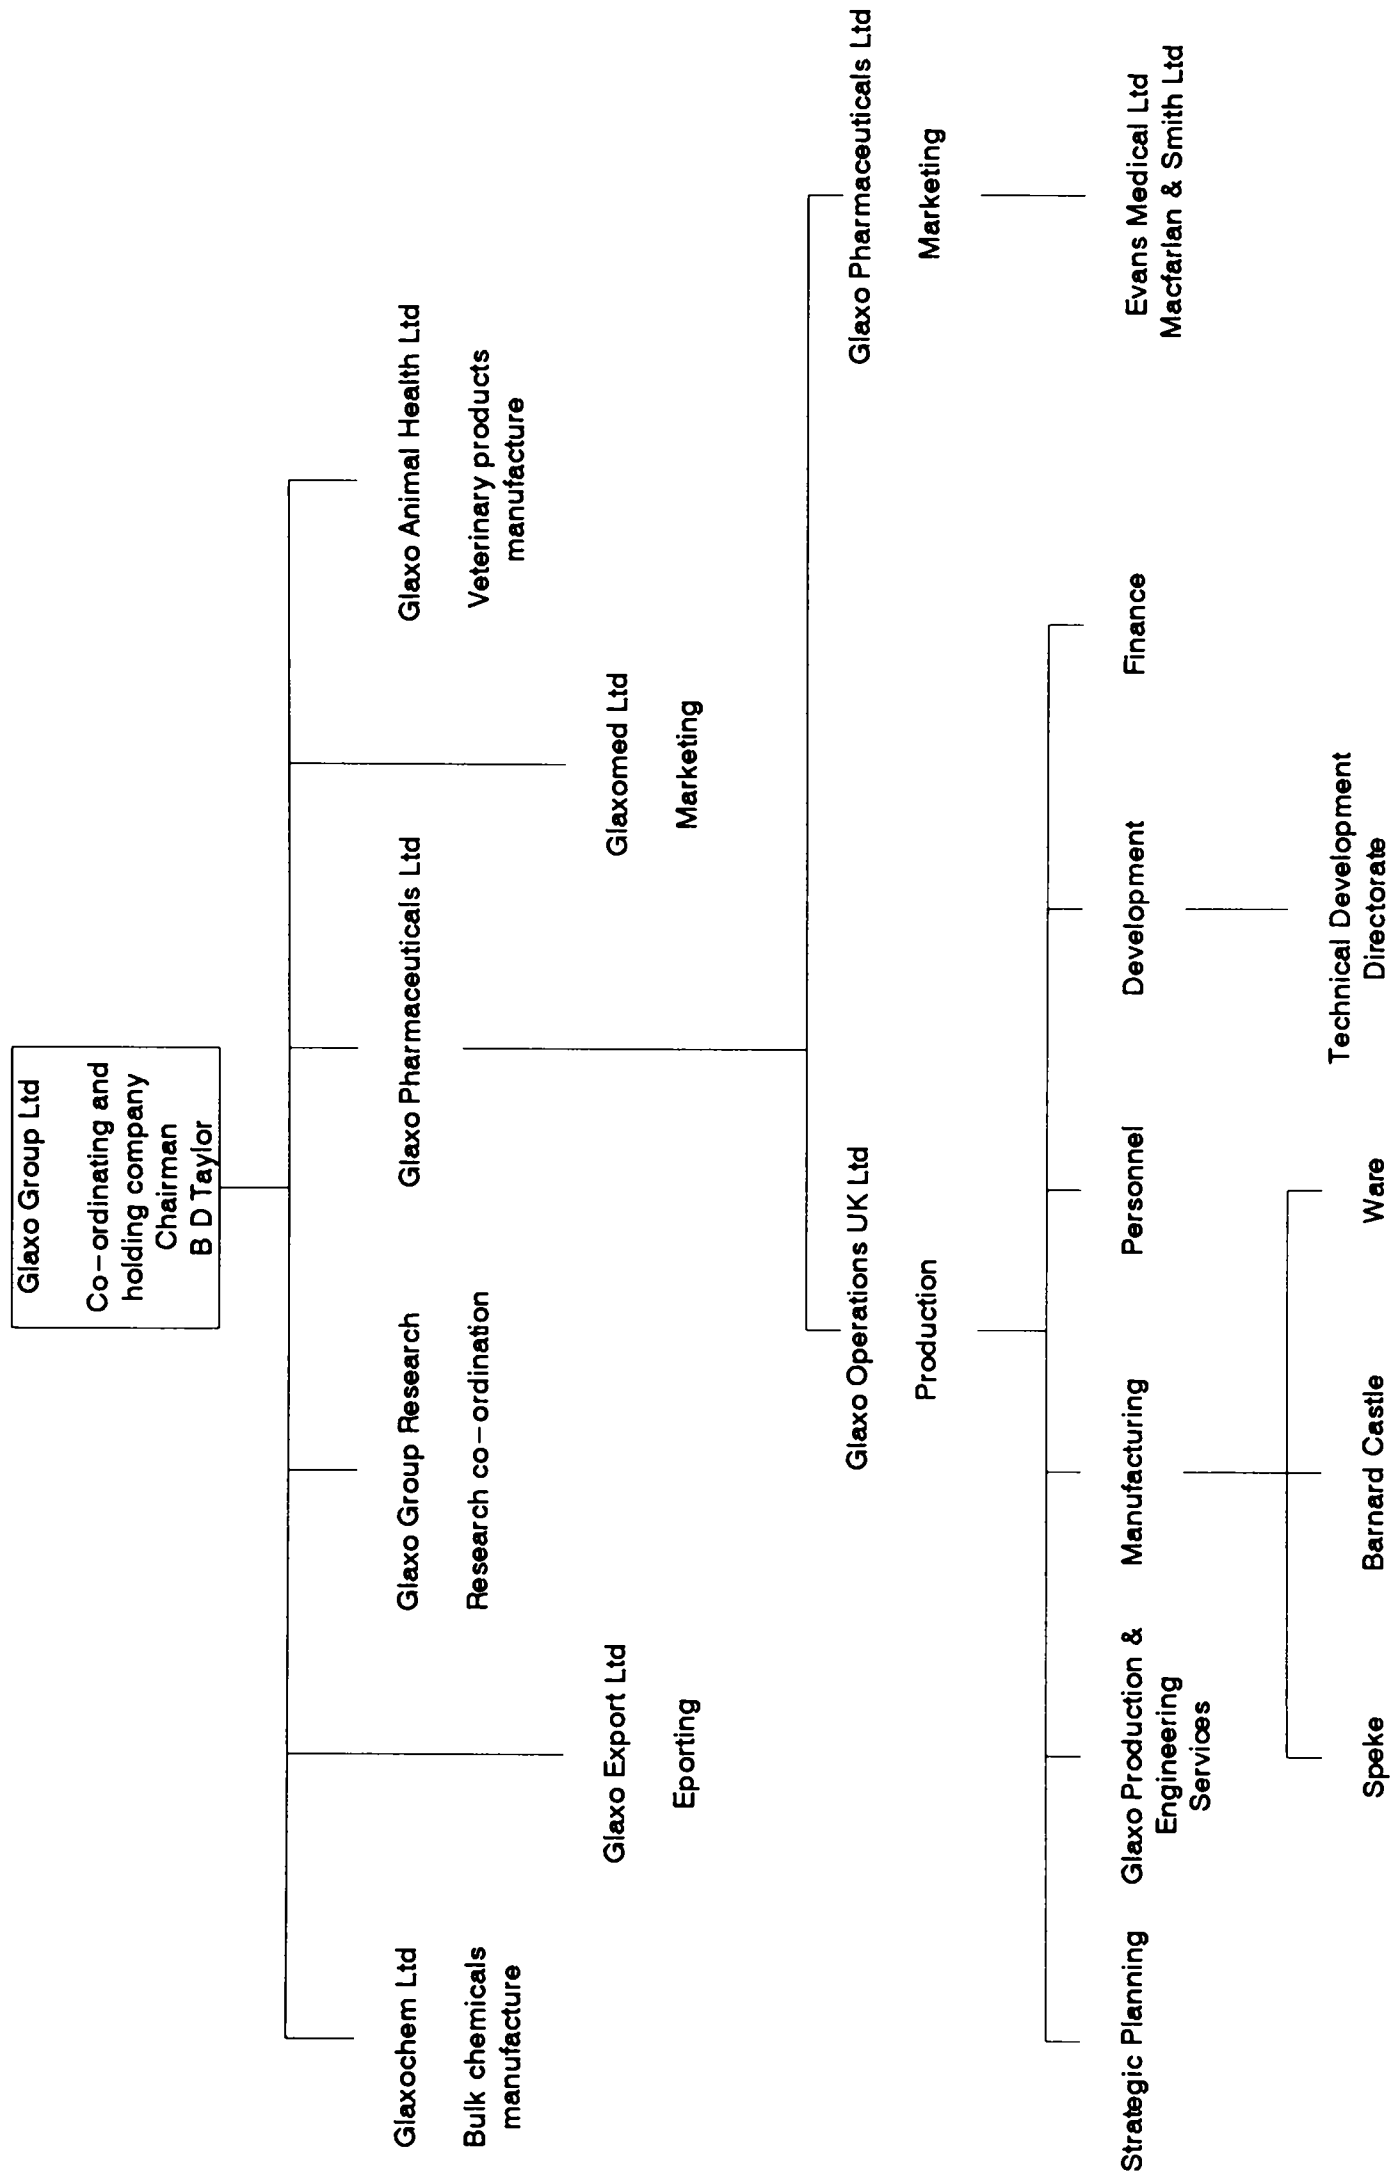 Glaxo Group Ltd
Co-ordinating and
holding company
Chairman
B D Taylor
Glaxochem Ltd
Bulk chemicals
manufacture
Glaxo Export Ltd
Eporting
Glaxo Group Research
Research co-ordination
Glaxo Pharmaceuticals Ltd
Glaxomed Ltd
Marketing
Glaxo Animal Health Ltd
Veterinary products
manufacture
Glaxo Operations UK Ltd
Production
Glaxo Pharmaceuticals Ltd
Marketing
Strategic Planning
Glaxo Production &
Engineering
Services
Manufacturing
Personnel
Development
Finance
Evans Medical Ltd
Macfarlan & Smith Ltd
Speke
Barnard Castle
Ware
Technical Development
Directorate